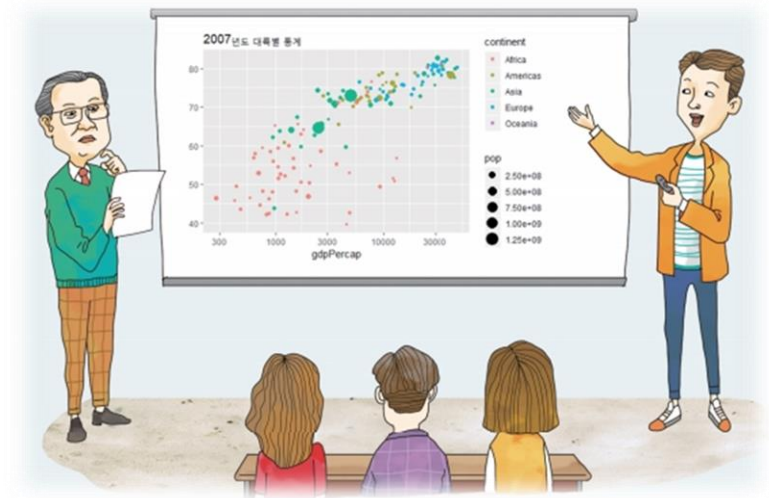 2007년도 대륙별 통계
80
70
60
50
40
300
1000
3000
10000
30000
gdpPercap
continent
Africa
Americas
Asia
Europe
Oceania
pop
2.50e+08
5.00e+08
7.50e+08
1.00e+09
1.25e+09